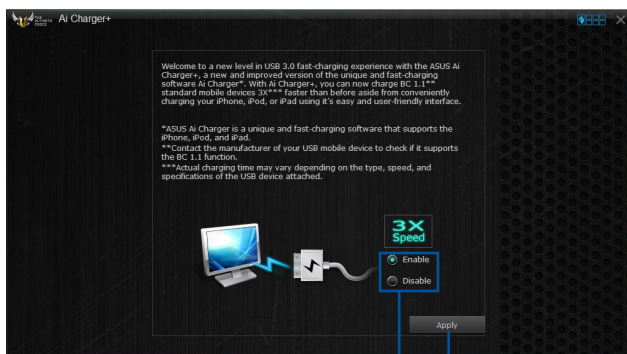 THE ULTIMATE FORCE
Ai Charger+
Welcome to a new level in USB 3.0 fast-charging experience with the ASUS Ai
Charger+, a new and improved version of the unique and fast-charging
software Ai Charger*. With Ai Charger+, you can now charge BC 1.1**
standard mobile devices 3X*** faster than before aside from conveniently
charging your iPhone, iPod, or iPad using it's easy and user-friendly interface.
*ASUS Ai Charger is a unique and fast-charging software that supports the
iPhone, iPod, and iPad.
**Contact the manufacturer of your USB mobile device to check if it supports
the BC 1.1 function.
***Actual charging time may vary depending on the type, speed, and
specifications of the USB device attached.
3X
Speed
Enable
Disable
Apply